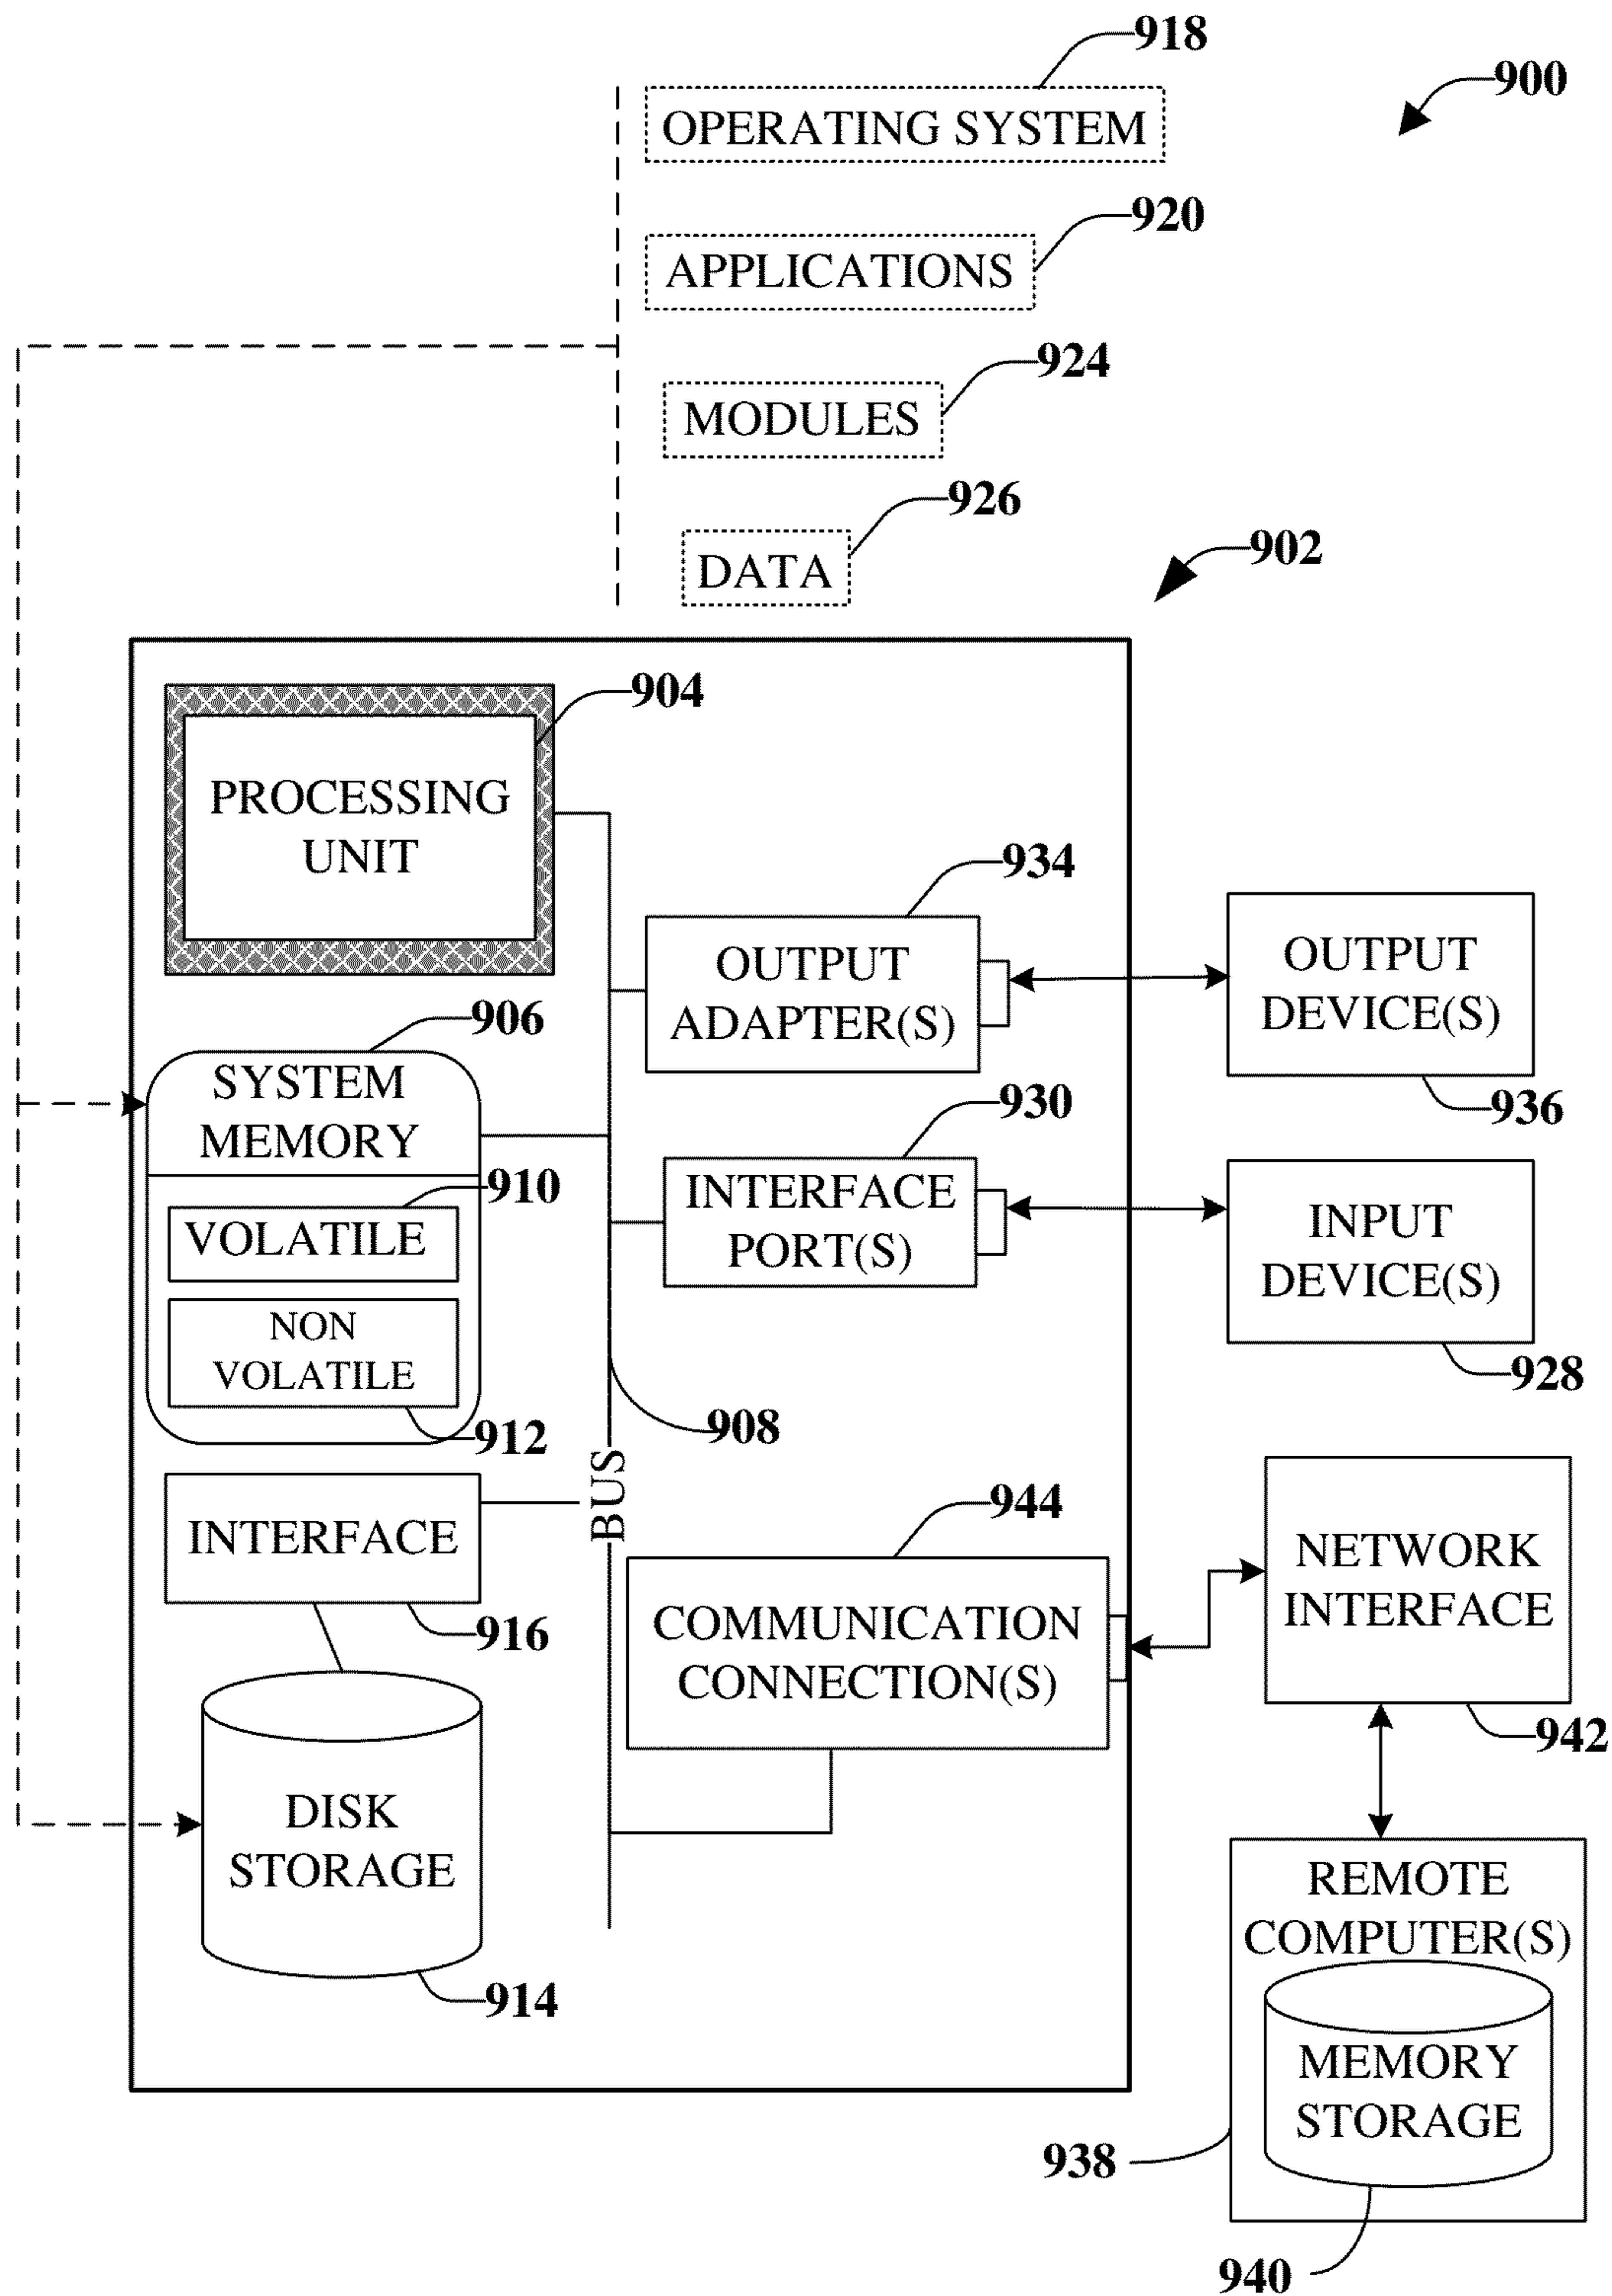 918
900
OPERATING SYSTEM
920
APPLICATIONS
924
MODULES
926
902
DATA
904
PROCESSING
UNIT
934
OUTPUT
ADAPTER(S)
OUTPUT
DEVICE(S)
936
906
SYSTEM
MEMORY
930
910
INTERFACE
PORT(S)
INPUT
DEVICE(S)
928
VOLATILE
NON
VOLATILE
912
908
BUS
944
INTERFACE
916
COMMUNICATION
CONNECTION(S)
NETWORK
INTERFACE
942
DISK
STORAGE
914
REMOTE
COMPUTER(S)
MEMORY
STORAGE
938
940